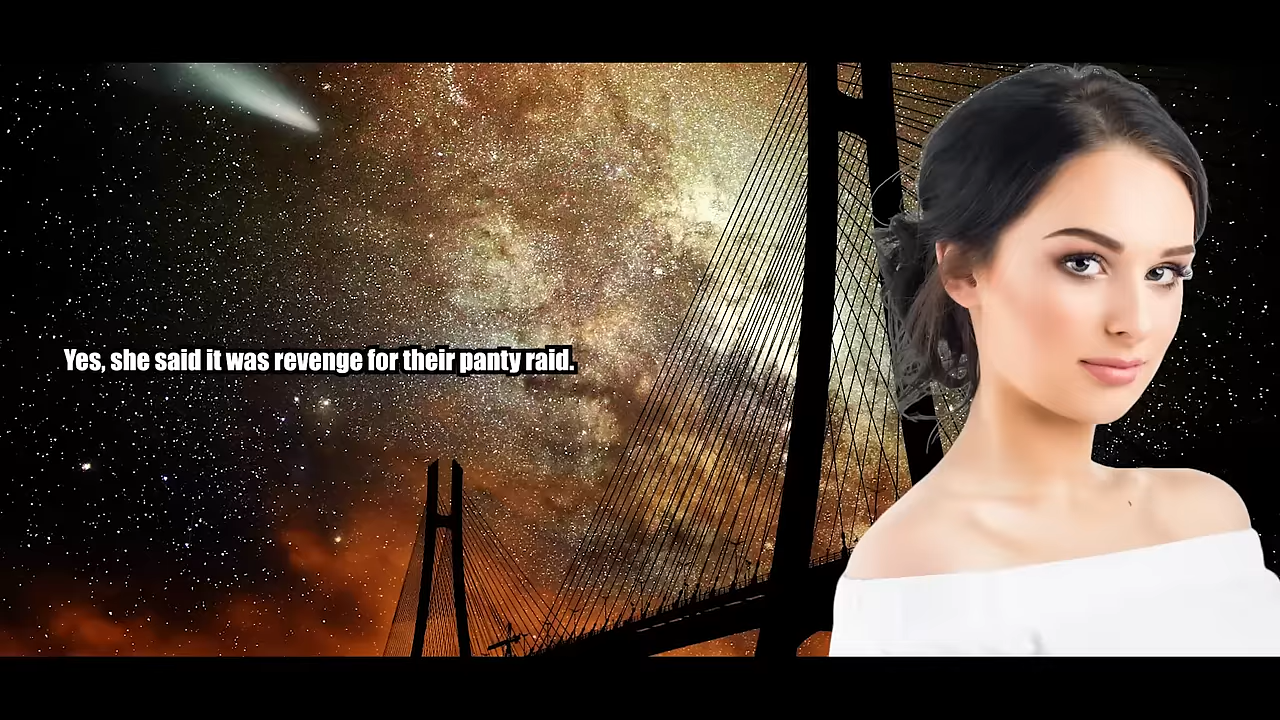 Yes, she said it was revenge for their panty raid.